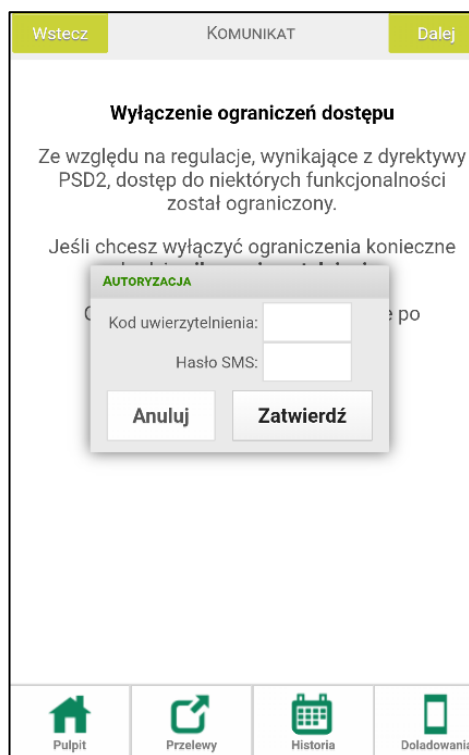 Wstecz
KOMUNIKAT
Dalej
Wyłączenie ograniczeń dostępu
Ze względu na regulacje, wynikające z dyrektywy
PSD2, dostęp do niektórych funkcjonalności
został ograniczony.
Jeśli chcesz wyłączyć ograniczenia konieczne
AUTORYZACJA
po
Kod uwierzytelnienia:
Hasło SMS:
Anuluj
Zatwierdź
Pulpit
Przelewy
Historia
Doladowania